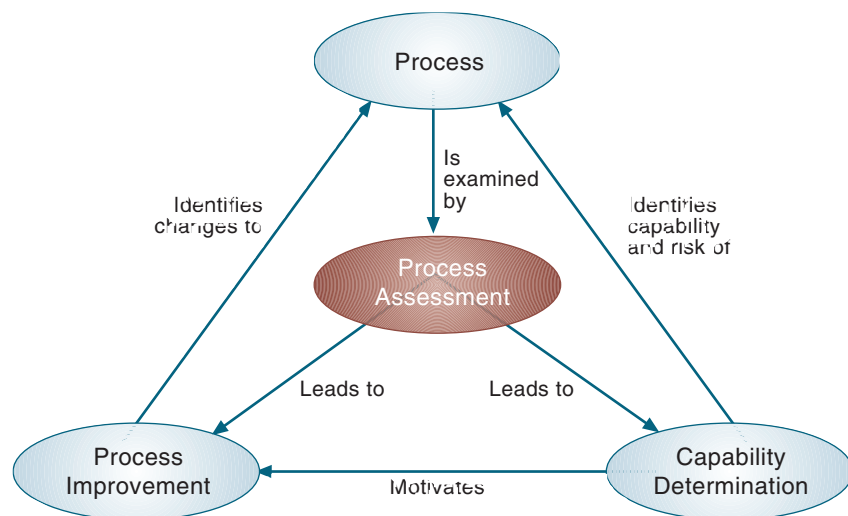 Process
Is
examined
by
Identifies
changes to
Identifies
capability
and risk of
Process
Assessment
Leads to
Leads to
Process
Improvement
Motivates
Capability
Determination